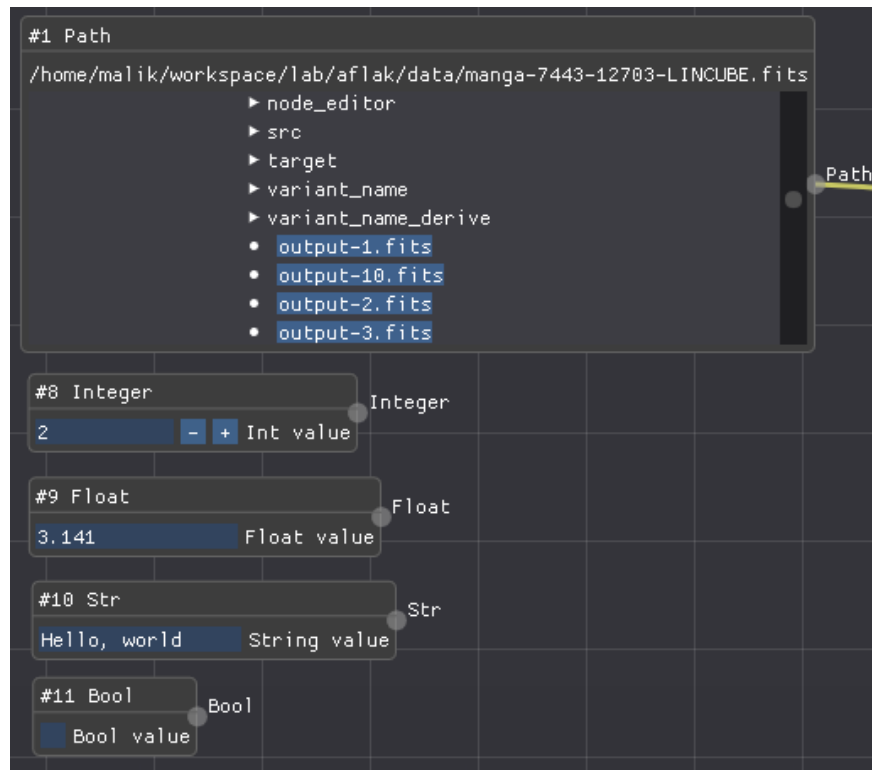 #1 Path
/home/malik/workspace/lab/aflak/data/manga-7443-12703-LINCUBE.fits
node_editor
src
target
variant_name
variant_name_derive
output-1.fits
output-10.fits
output-2.fits
output-3.fits
Path
#8 Integer
Integer
2 - + Int value
#9 Float
Float
3.141 Float value
#10 Str
Str
Hello, world String value
#11 Bool
Bool
Bool value